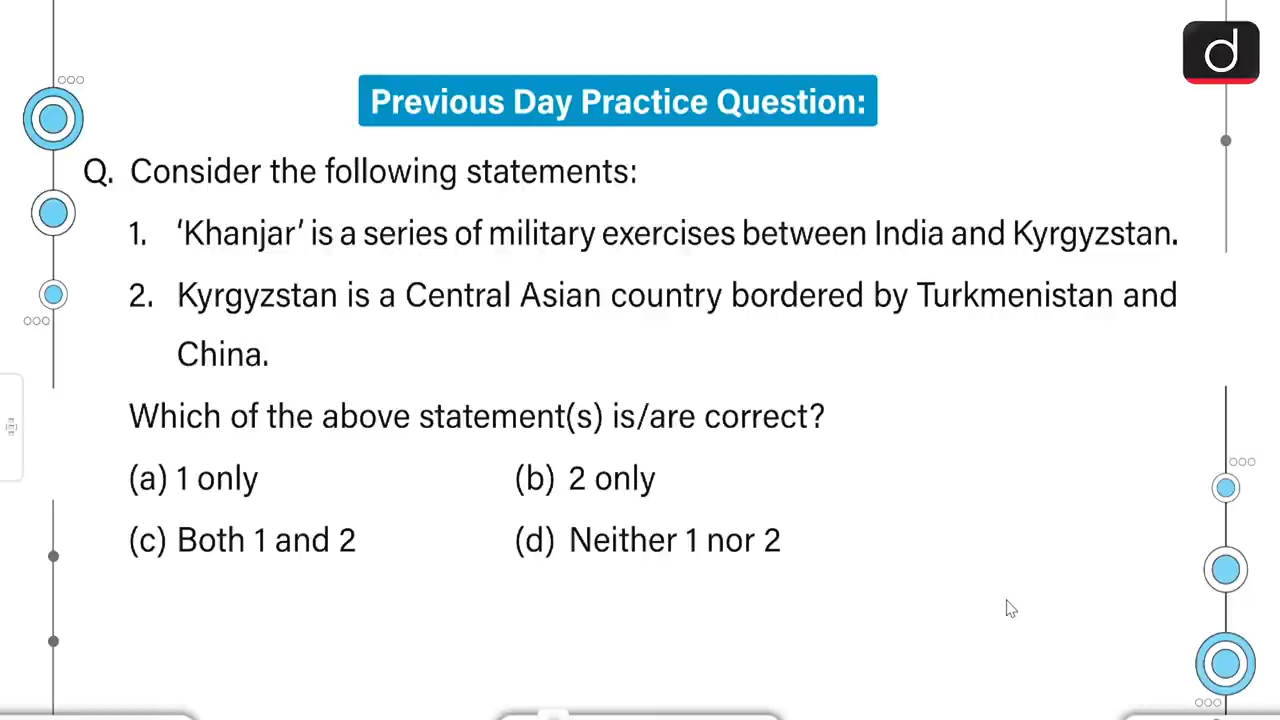 d
Previous Day Practice Question:
Q. Consider the following statements:
1. ‘Khanjar’ is a series of military exercises between India and Kyrgyzstan.
2. Kyrgyzstan is a Central Asian country bordered by Turkmenistan and
China.
Which of the above statement(s) is/are correct?
(a) 1 only (b) 2 only
(c) Both 1 and 2 (d) Neither 1 nor 2